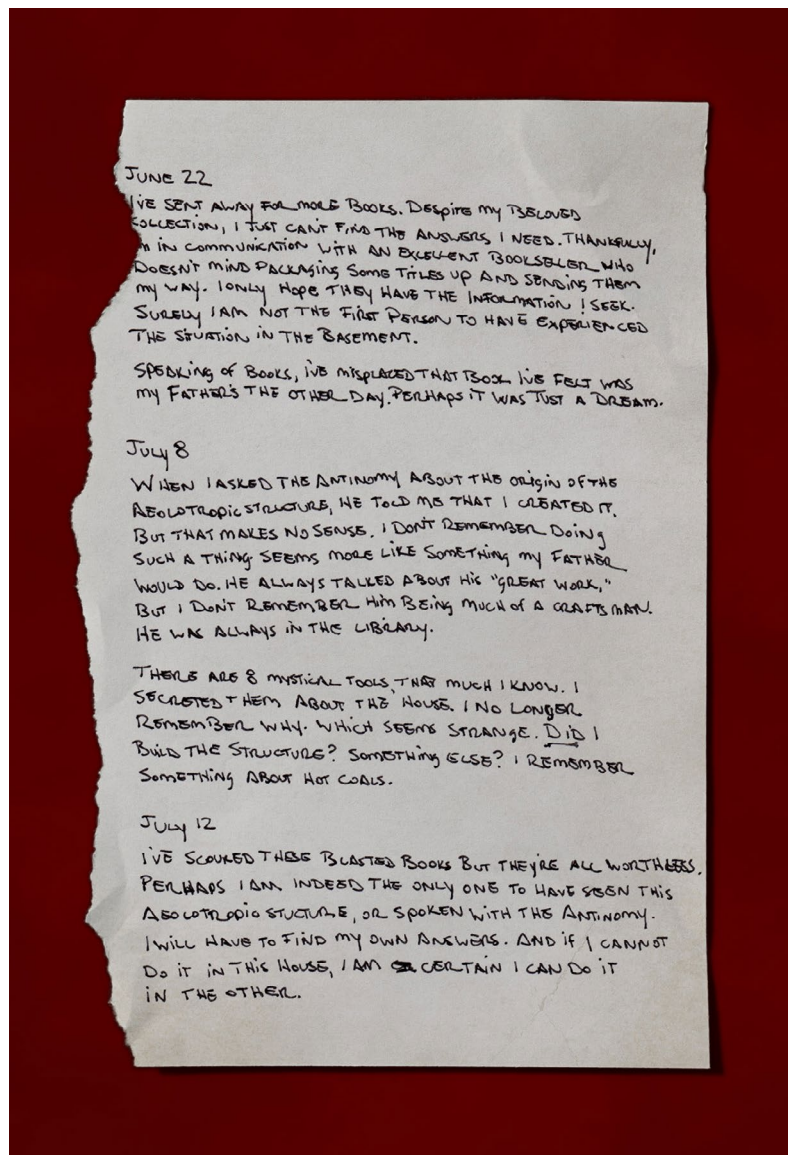 JUNE 22
I'VE SENT AWAY FOR MORE BOOKS. DESPITE MY BELOVED
COLLECTION, I JUST CAN'T FIND THE ANSWERS I NEED. THANKFULLY,
IN COMMUNICATION WITH AN EXCELLENT BOOKSELLER WHO
DOESN'T MIND PACKAGING SOME TITLES UP AND SENDING THEM
MY WAY. I ONLY HOPE THEY HAVE THE INFORMATION I SEEK.
SURELY I AM NOT THE FIRST PERSON TO HAVE EXPERIENCED
THE SITUATION IN THE BASEMENT.
SPEAKING OF BOOKS, I'VE MISPLACED THAT BOOK I'VE FELT WAS
MY FATHER'S THE OTHER DAY. PERHAPS IT WAS JUST A DREAM.
JULY 8
WHEN I ASKED THE ANTINOMY ABOUT THE ORIGIN OF THE
AEOLOTROPIC STRUCTURE, HE TOLD ME THAT I CREATED IT.
BUT THAT MAKES NO SENSE. I DON'T REMEMBER DOING
SUCH A THING. SEEMS MORE LIKE SOMETHING MY FATHER
WOULD DO. HE ALWAYS TALKED ABOUT HIS "GREAT WORK,"
BUT I DON'T REMEMBER HIM BEING MUCH OF A CRAFTSMAN.
HE WAS ALWAYS IN THE LIBRARY.
THERE ARE 8 MYSTICAL TOOLS, THAT MUCH I KNOW. I
SECRETED THEM ABOUT THE HOUSE. I NO LONGER
REMEMBER WHY. WHICH SEEMS STRANGE. DID I
BUILD THE STRUCTURE? SOMETHING ELSE? I REMEMBER
SOMETHING ABOUT HOT COALS.
JULY 12
I'VE SCOURED THESE BLASTED BOOKS BUT THEY'RE ALL WORTHLESS.
PERHAPS I AM INDEED THE ONLY ONE TO HAVE SEEN THIS
AEOLOTROPIC STUCTURE, OR SPOKEN WITH THE ANTINOMY.
I WILL HAVE TO FIND MY OWN ANSWERS. AND IF I CANNOT
DO IT IN THIS HOUSE, I AM CERTAIN I CAN DO IT
IN THE OTHER.